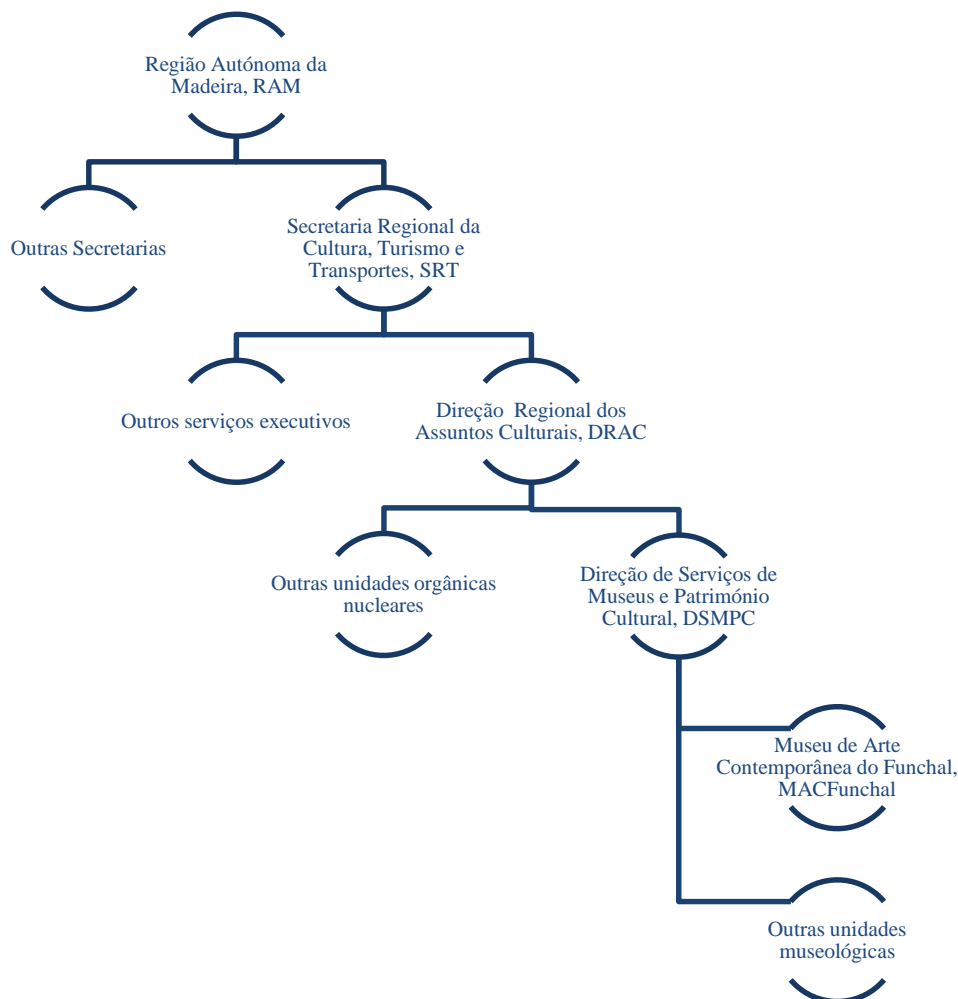 Região Autónoma da
Madeira, RAM
Outras Secretarias
Secretaria Regional da
Cultura, Turismo e
Transportes, SRT
Outros serviços executivos
Direção Regional dos
Assuntos Culturais, DRAC
Outras unidades orgânicas
nucleares
Direção de Serviços de
Museus e Património
Cultural, DSMPC
Museu de Arte
Contemporânea do Funchal,
MACFunchal
Outras unidades
museológicas